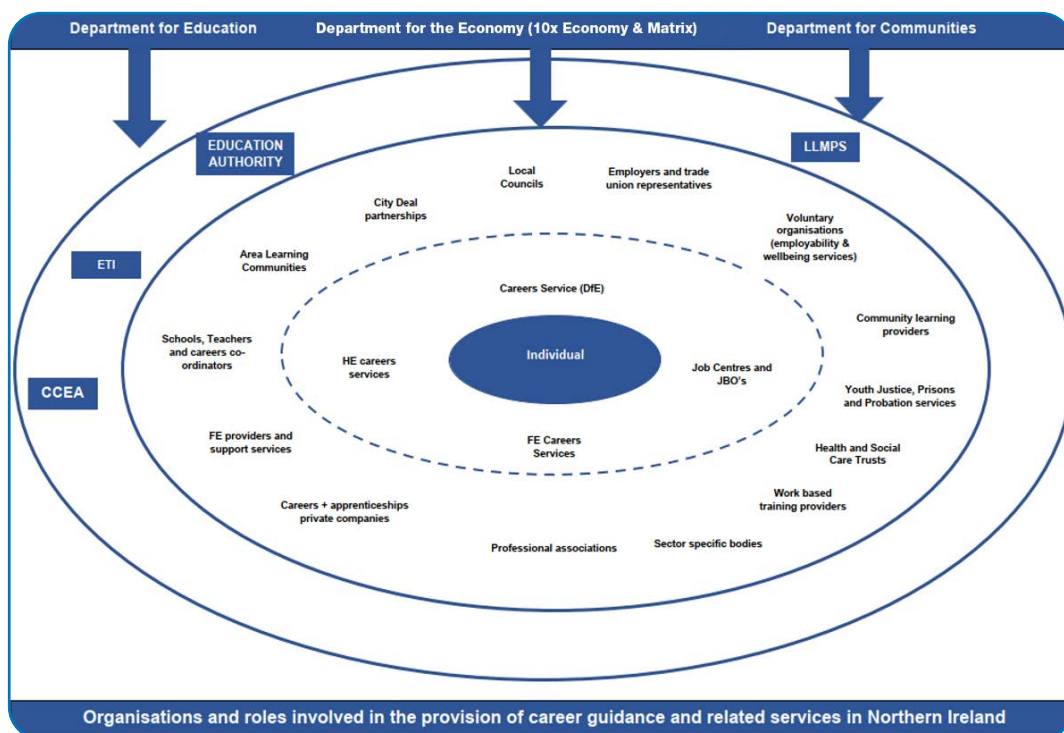 Department for Education
Department for the Economy (10x Economy & Matrix)
Department for Communities
EDUCATION
AUTHORITY
LLMPS
Local
Councils
Employers and trade
union representatives
City Deal
partnerships
Voluntary
organisations
(employability &
wellbeing services)
Area Learning
Communities
ETI
Careers Service (DfE)
Community learning
providers
Schools, Teachers
and careers co-
ordinators
HE careers
services
Individual
Job Centres and
JBO's
CCEA
Youth Justice, Prisons
and Probation services
FE providers and
support services
FE Careers
Services
Health and Social
Care Trusts
Work based
training providers
Careers + apprenticeships
private companies
Professional associations
Sector specific bodies
Organisations and roles involved in the provision of career guidance and related services in Northern Ireland